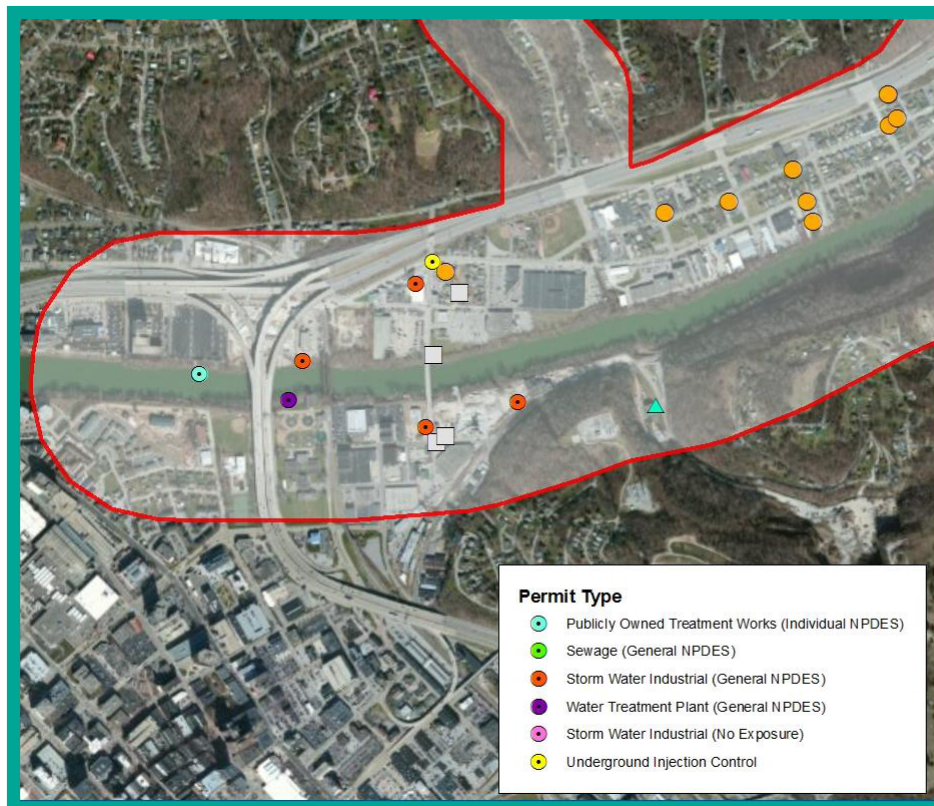 Permit Type
Publicly Owned Treatment Works (Individual NPDES)
Sewage (General NPDES)
Storm Water Industrial (General NPDES)
Water Treatment Plant (General NPDES)
Storm Water Industrial (No Exposure)
Underground Injection Control